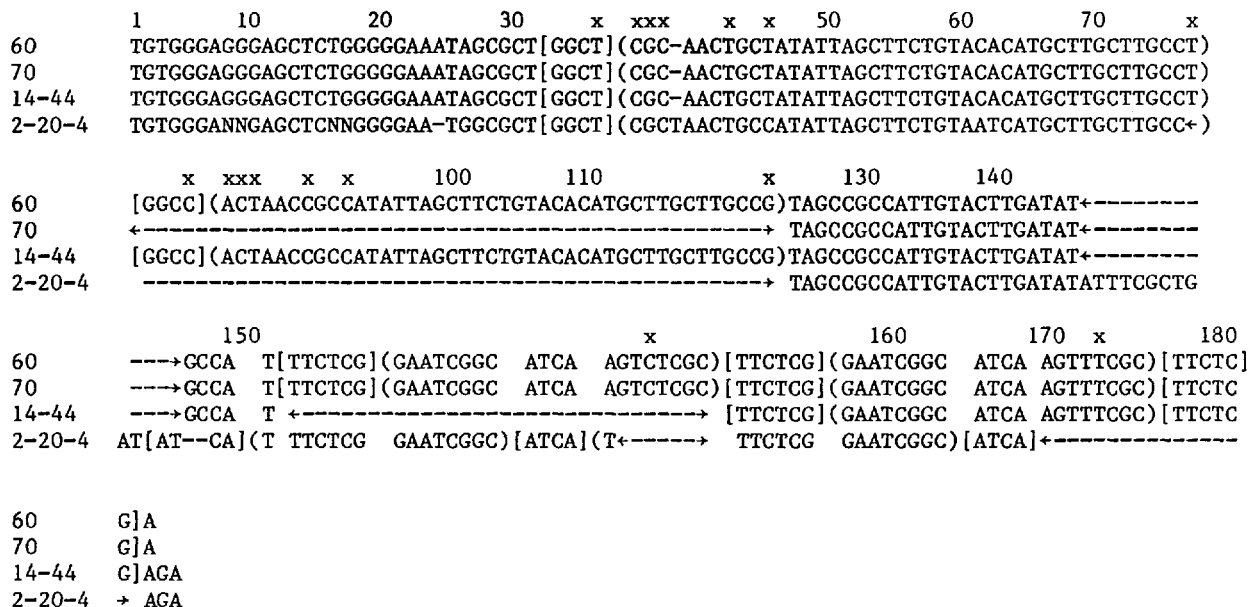 1 10 20 30 x xxx x x 50 60 70 x
60 TGTGGGAGGGAGCTCTGGGGGAAATAGCGCT[GGCT](CGC-AACTGCTATATTAGCTTCTGTACACATGCTTGCTTGCCT)
70 TGTGGGAGGGAGCTCTGGGGGAAATAGCGCT[GGCT](CGC-AACTGCTATATTAGCTTCTGTACACATGCTTGCTTGCCT)
14-44 TGTGGGAGGGAGCTCTGGGGGAAATAGCGCT[GGCT](CGC-AACTGCTATATTAGCTTCTGTACACATGCTTGCTTGCCT)
2-20-4 TGTGGGANNGAGCTCNNGGGGAA-TGGCGCT[GGCT](CGCTAACTGCCATATTAGCTTCTGTAATCATGCTTGCTTGCC←)
x xxx x x 100 110 x 130 140
60 [GGCC](ACTAACCGCCATATTAGCTTCTGTACACATGCTTGCTTGCCG)TAGCCGCCATTGTACTTGATAT←--------
70 ←------------------------------------------------→ TAGCCGCCATTGTACTTGATAT←--------
14-44 [GGCC](ACTAACCGCCATATTAGCTTCTGTACACATGCTTGCTTGCCG)TAGCCGCCATTGTACTTGATAT←--------
2-20-4 -----------------------------------------------→ TAGCCGCCATTGTACTTGATATATTTCGCTG
150 x 160 170 x 180
60 ---→GCCA T[TTCTCG](GAATCGGC ATCA AGTCTCGC)[TTCTCG](GAATCGGC ATCA AGTTTCGC)[TTCTC]
70 ---→GCCA T[TTCTCG](GAATCGGC ATCA AGTCTCGC)[TTCTCG](GAATCGGC ATCA AGTTTCGC)[TTCTC
14-44 ---→GCCA T ←-------------------------------→ [TTCTCG](GAATCGGC ATCA AGTTTCGC)[TTCTC
2-20-4 AT[AT--CA](T TTCTCG GAATCGGC)[ATCA](T←------→ TTCTCG GAATCGGC)[ATCA]←---------------
60 G]A
70 G]A
14-44 G]AGA
2-20-4 → AGA